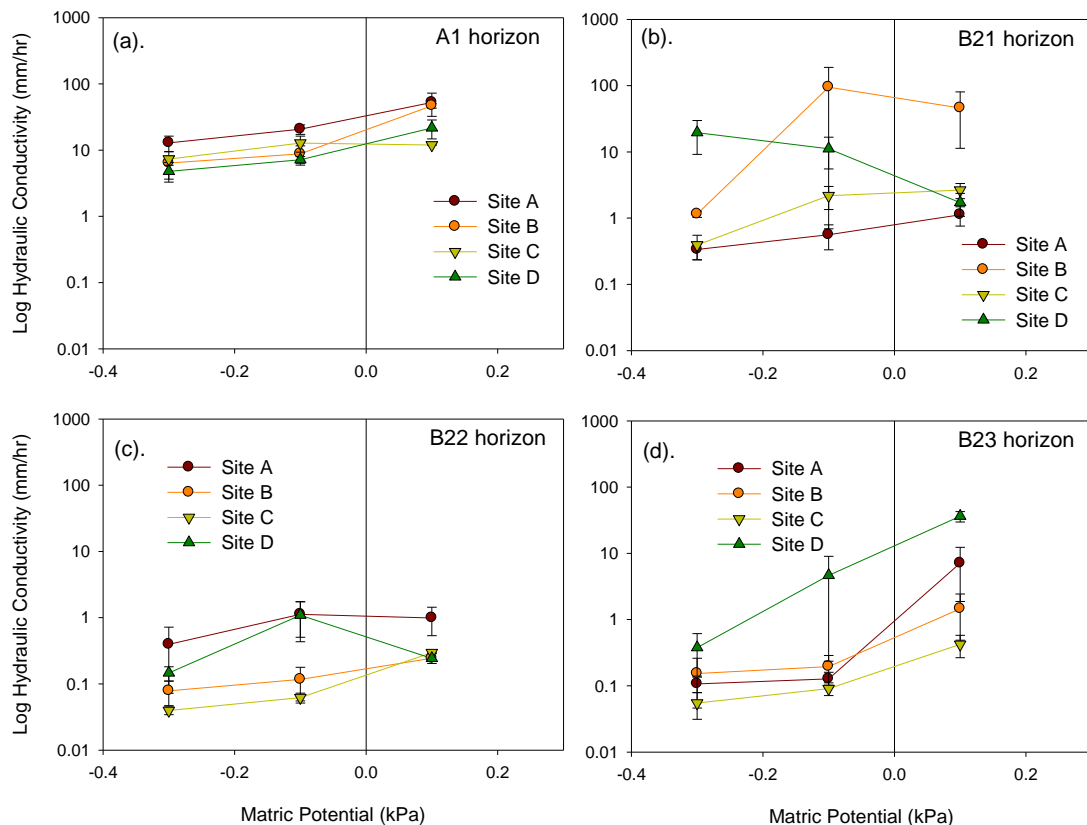 (a).
A1 horizon
1000
100
10
1
0.1
0.01
Site A
Site B
Site C
Site D
-0.4
-0.2
0.0
0.2
Log Hydraulic Conductivity (mm/hr)
(b).
B21 horizon
1000
100
10
1
0.1
0.01
Site A
Site B
Site C
Site D
-0.4
-0.2
0.0
0.2
(c).
B22 horizon
1000
100
10
1
0.1
0.01
Site A
Site B
Site C
Site D
-0.4
-0.2
0.0
0.2
Log Hydraulic Conductivity (mm/hr)
Matric Potential (kPa)
(d).
B23 horizon
1000
100
10
1
0.1
0.01
Site A
Site B
Site C
Site D
-0.4
-0.2
0.0
0.2
Matric Potential (kPa)